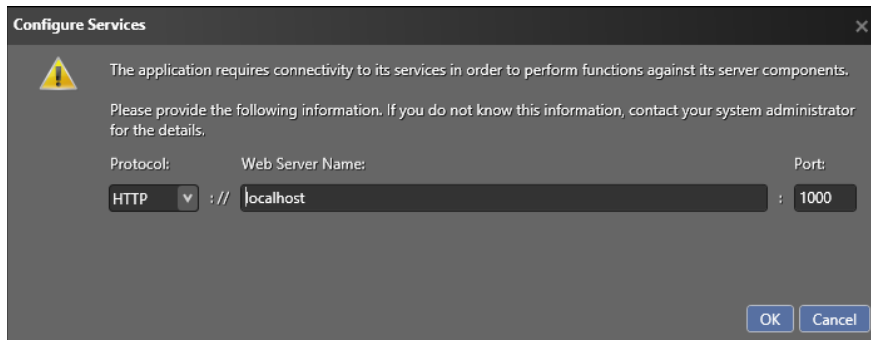 Configure Services
The application requires connectivity to its services in order to perform functions against its server components.
Please provide the following information. If you do not know this information, contact your system administrator
for the details.
Protocol: Web Server Name: Port:
HTTP :// localhost : 1000
OK Cancel